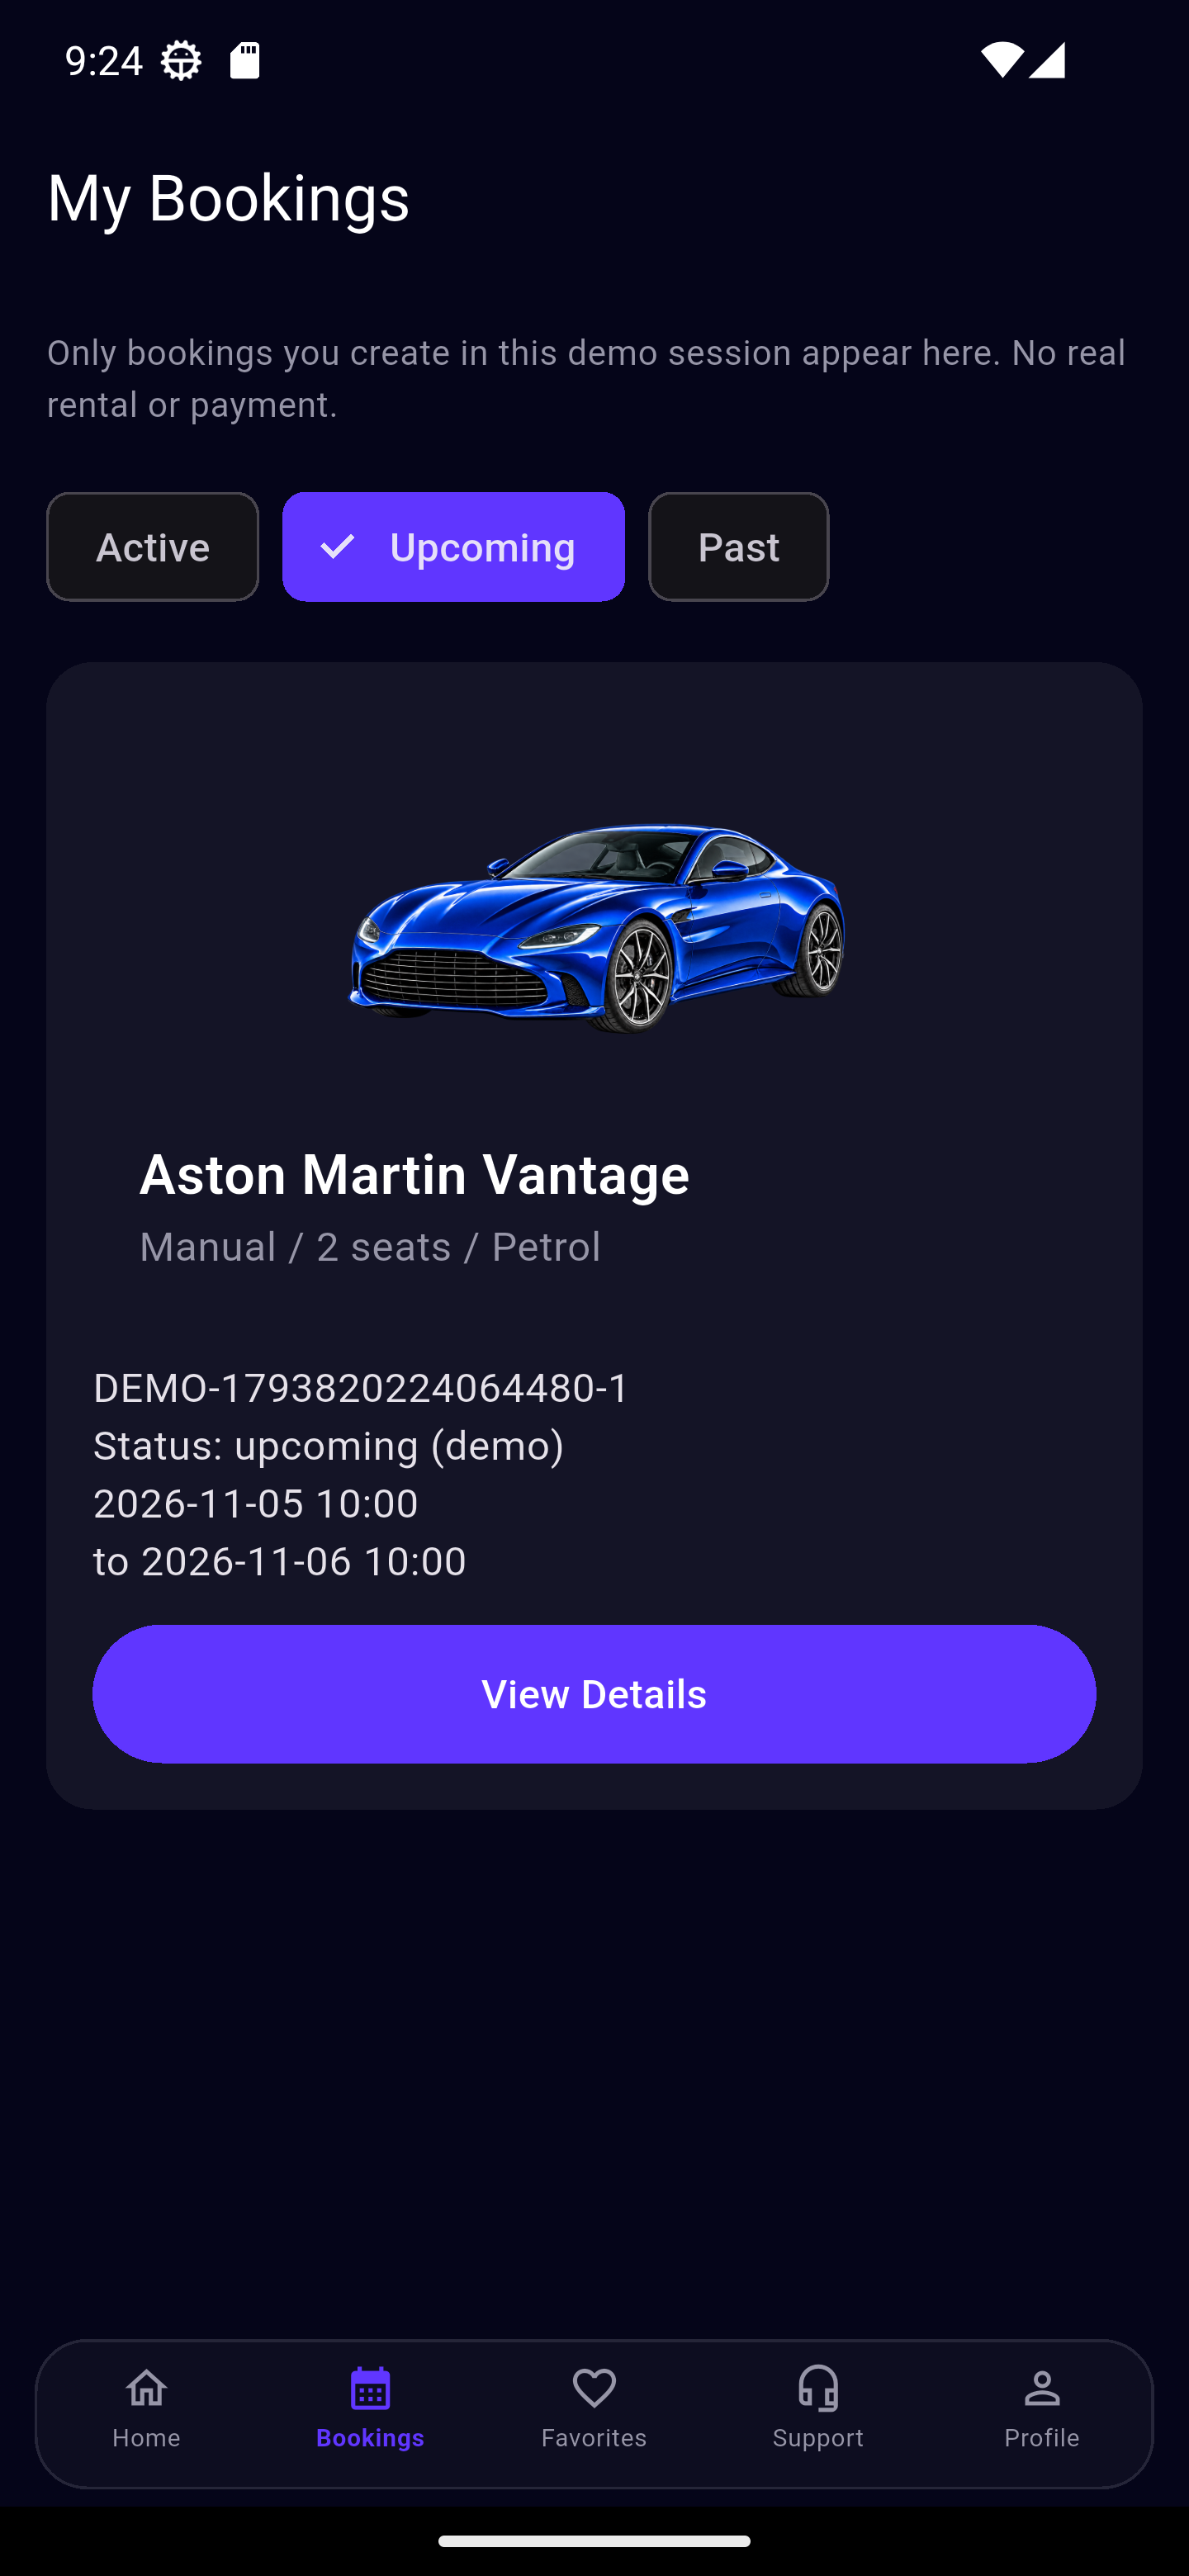 9:24
My Bookings
Only bookings you create in this demo session appear here. No real
rental or payment.
Active
Upcoming
Past
Aston Martin Vantage
Manual / 2 seats / Petrol
DEMO-1793820224064480-1
Status: upcoming (demo)
2026-11-05 10:00
to 2026-11-06 10:00
View Details
Home
Bookings
Favorites
Support
Profile